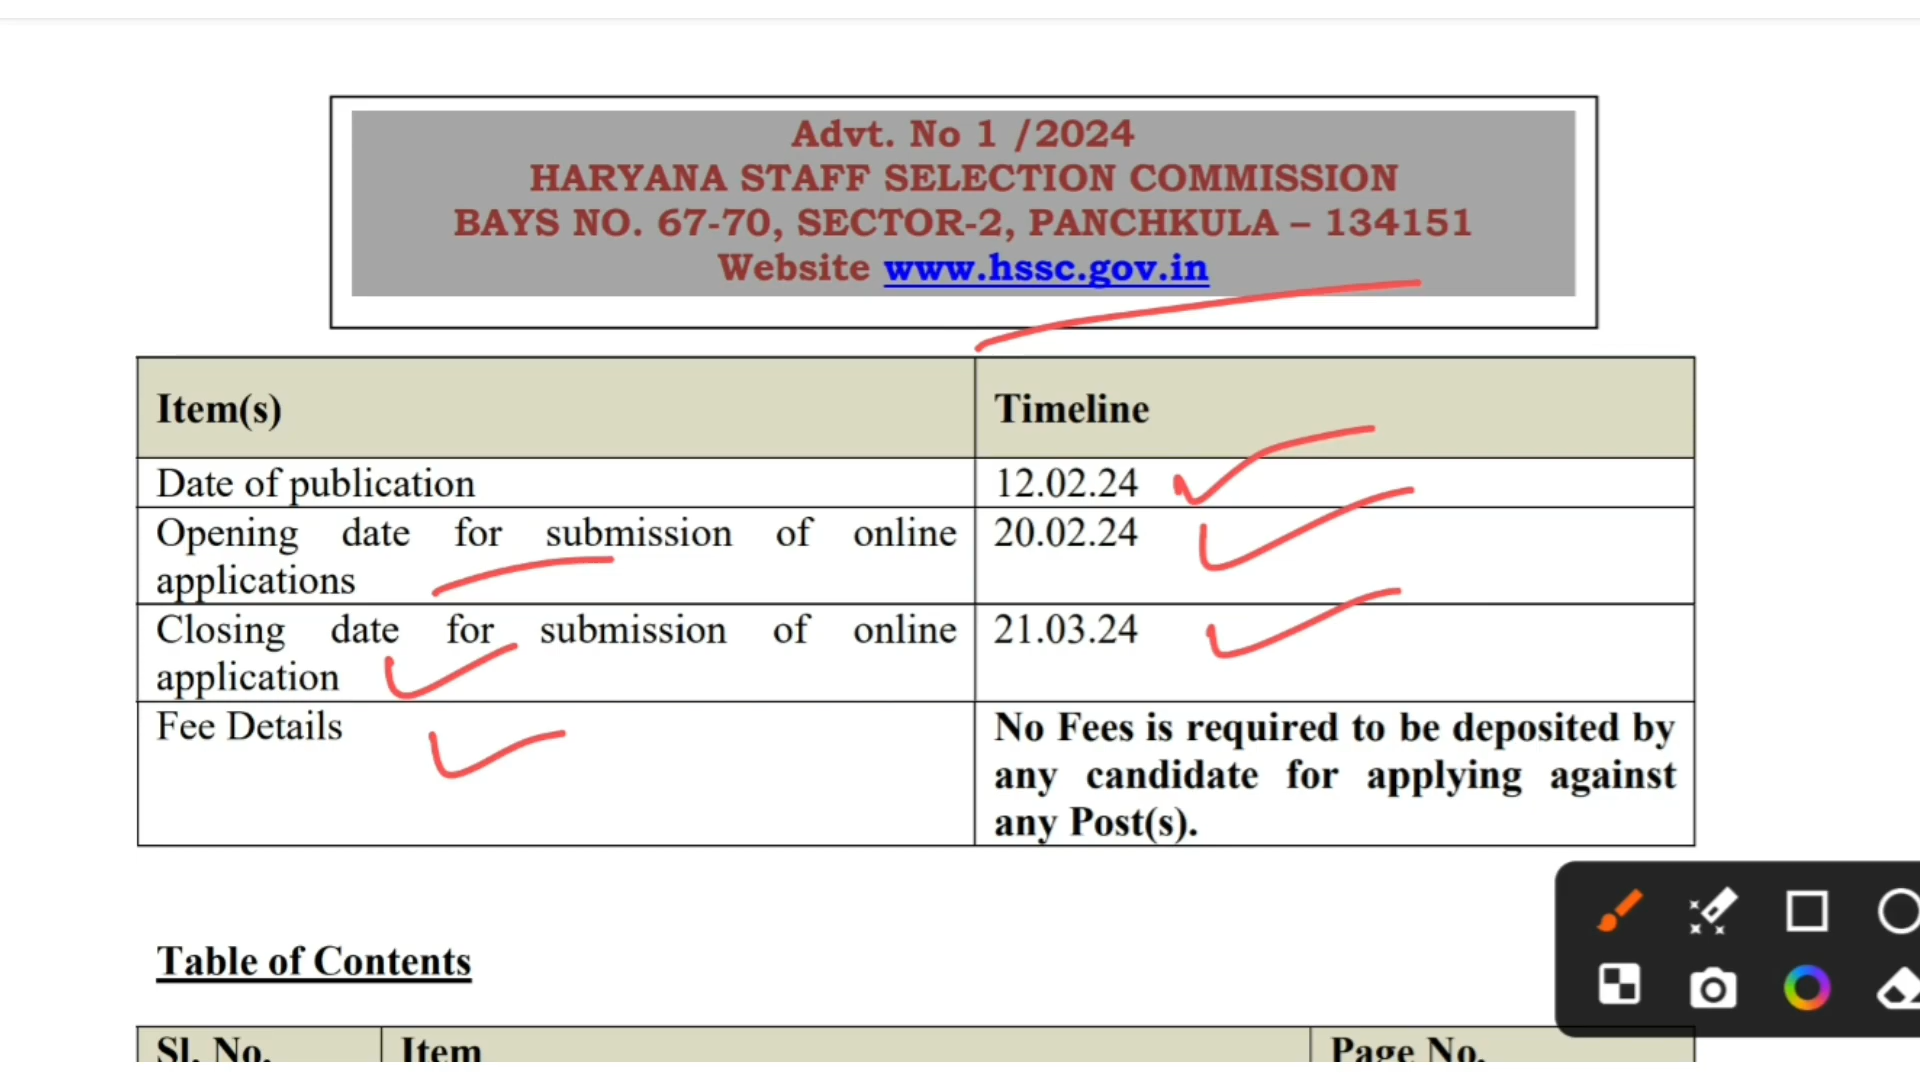 Advt. No 1 /2024
HARYANA STAFF SELECTION COMMISSION
BAYS NO. 67-70, SECTOR-2, PANCHKULA – 134151
Website www.hssc.gov.in
Item(s) Timeline
Date of publication 12.02.24
Opening date for submission of online 20.02.24
applications
Closing date for submission of online 21.03.24
application
Fee Details No Fees is required to be deposited by
any candidate for applying against
any Post(s).
Table of Contents
Sl. No. Item Page No.